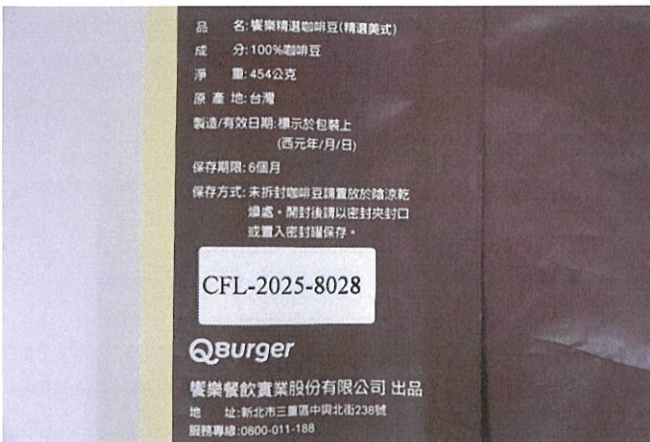 品 名:饗樂精選咖啡豆(精選美式)
成 分:100%咖啡豆
淨 重:454公克
原 產 地:台灣
製造/有效日期:標示於包裝上
(西元年/月/日)
保存期限:6個月
保存方式:未拆封咖啡豆請置放於陰涼乾
燥處。開封後請以密封夾封口
或置入密封罐保存。
CFL-2025-8028
QBurger
饗樂餐飲實業股份有限公司 出品
地 址:新北市三重區中興北街238號
服務專線:0800-011-188